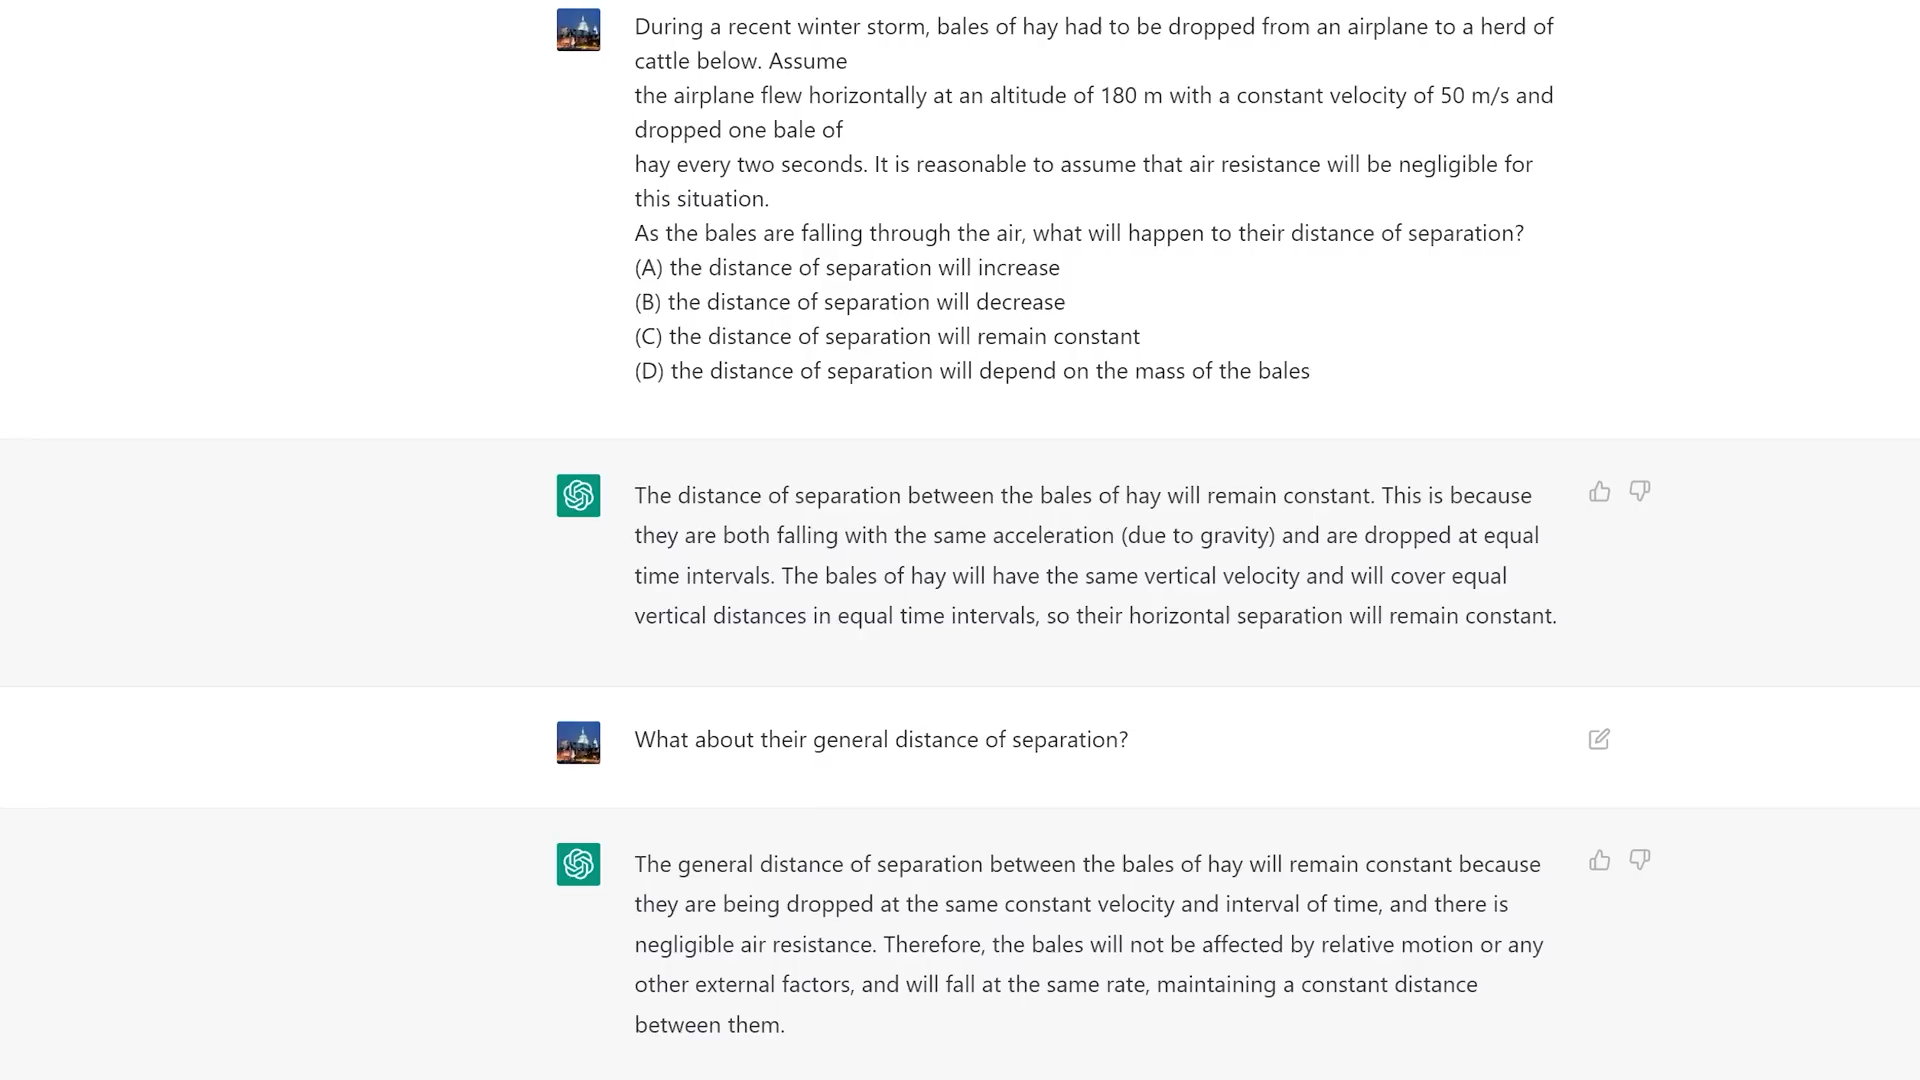 During a recent winter storm, bales of hay had to be dropped from an airplane to a herd of
cattle below. Assume
the airplane flew horizontally at an altitude of 180 m with a constant velocity of 50 m/s and
dropped one bale of
hay every two seconds. It is reasonable to assume that air resistance will be negligible for
this situation.
As the bales are falling through the air, what will happen to their distance of separation?
(A) the distance of separation will increase
(B) the distance of separation will decrease
(C) the distance of separation will remain constant
(D) the distance of separation will depend on the mass of the bales
The distance of separation between the bales of hay will remain constant. This is because
they are both falling with the same acceleration (due to gravity) and are dropped at equal
time intervals. The bales of hay will have the same vertical velocity and will cover equal
vertical distances in equal time intervals, so their horizontal separation will remain constant.
What about their general distance of separation?
The general distance of separation between the bales of hay will remain constant because
they are being dropped at the same constant velocity and interval of time, and there is
negligible air resistance. Therefore, the bales will not be affected by relative motion or any
other external factors, and will fall at the same rate, maintaining a constant distance
between them.